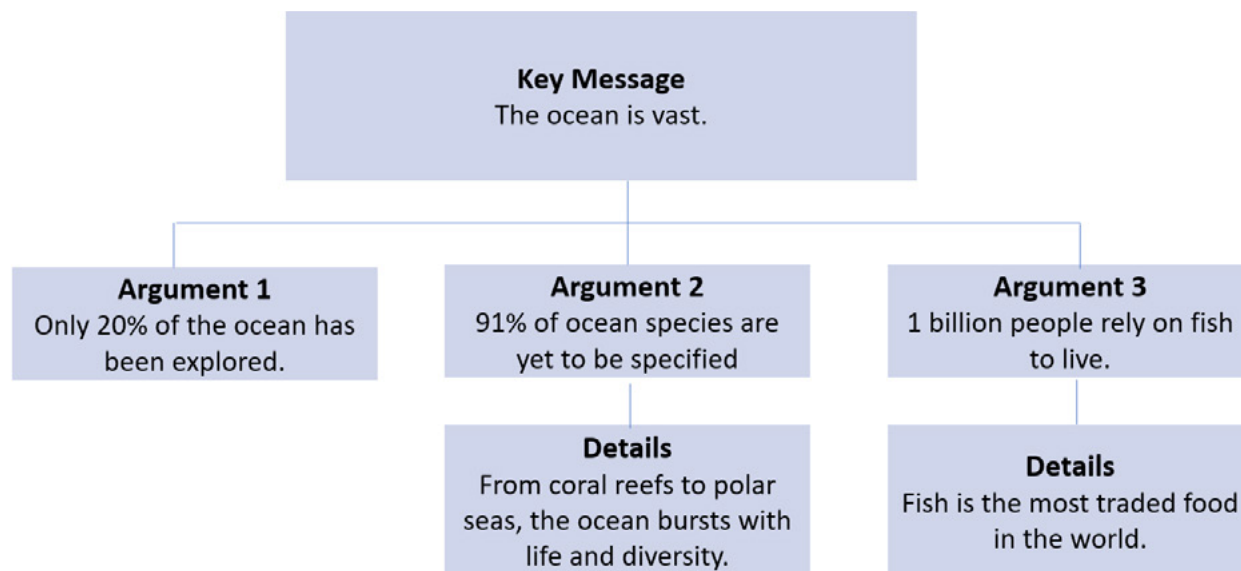 Key Message
The ocean is vast.
Argument 1
Only 20% of the ocean has
been explored.
Argument 2
91% of ocean species are
yet to be specified
Argument 3
1 billion people rely on fish
to live.
Details
From coral reefs to polar
seas, the ocean bursts with
life and diversity.
Details
Fish is the most traded food
in the world.